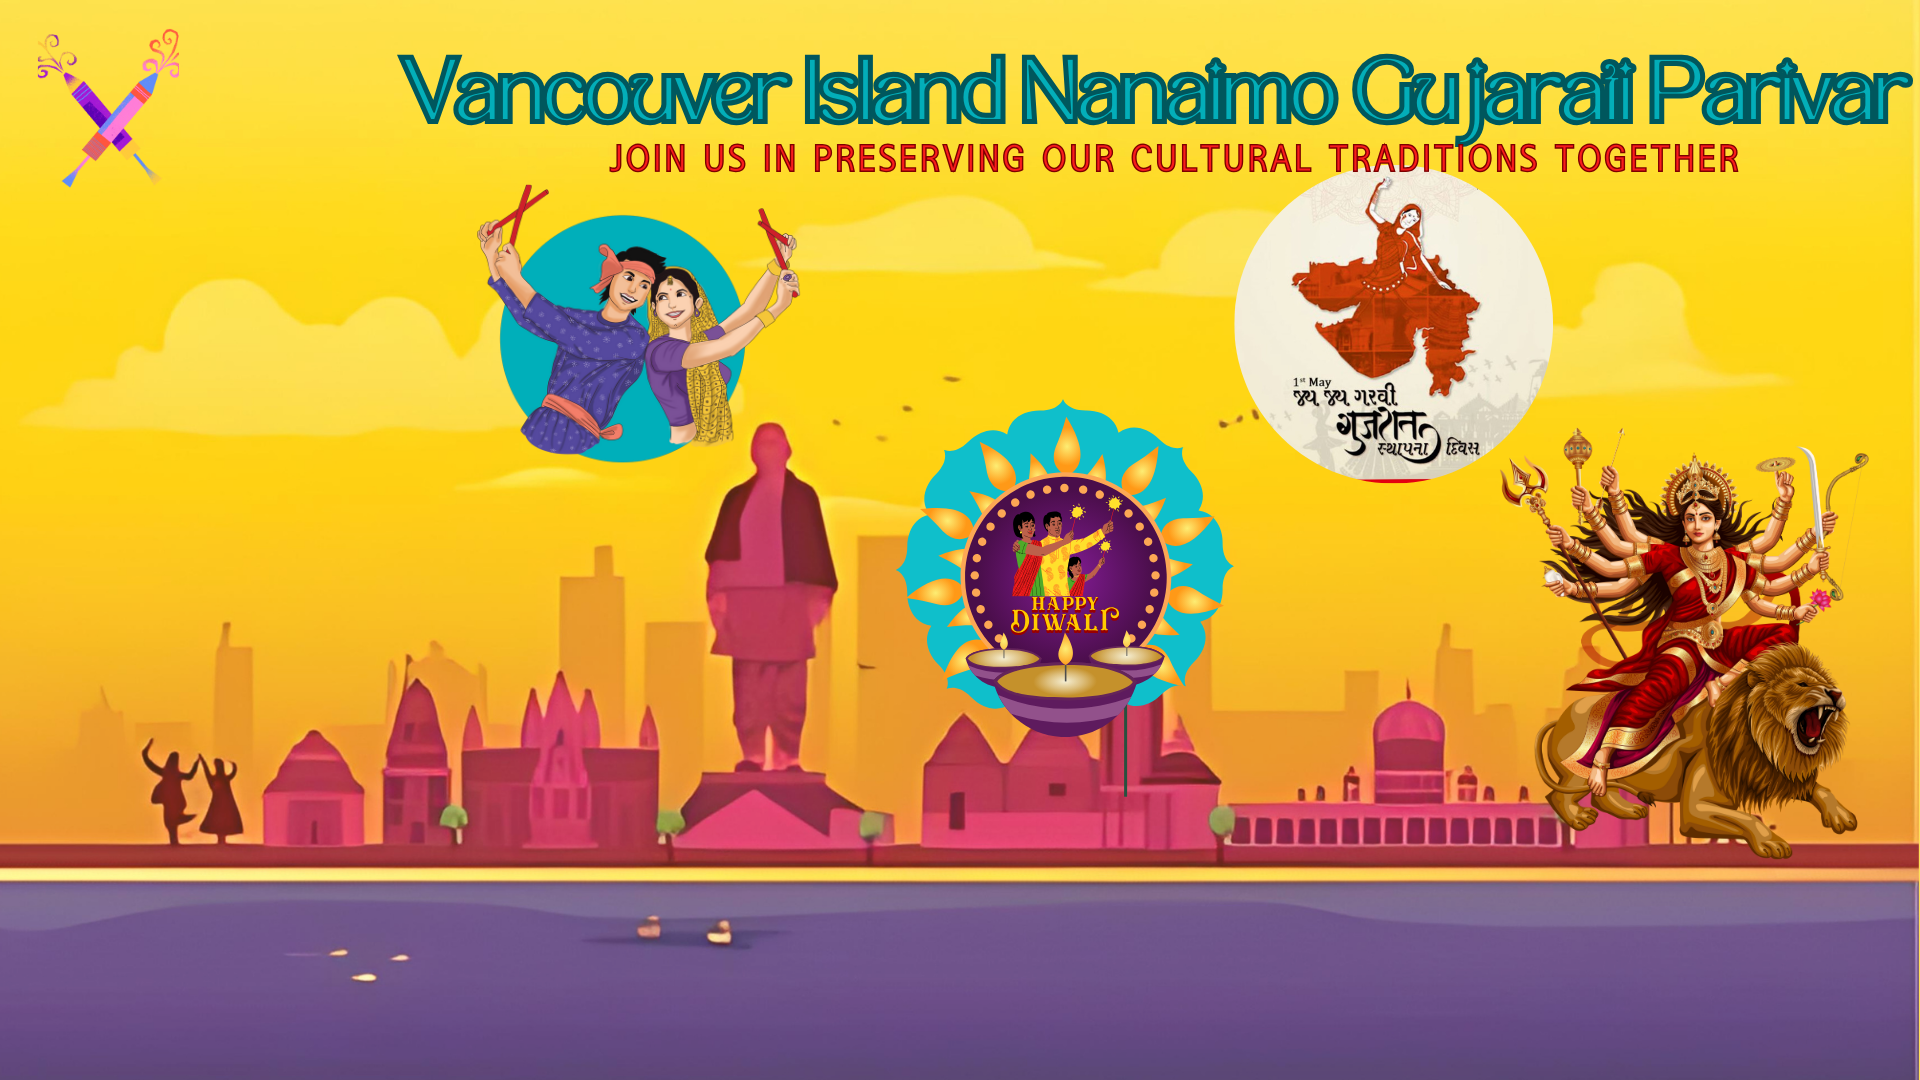 Vancouver Island Nanaimo Gujarati Parivar
JOIN US IN PRESERVING OUR CULTURAL TRADITIONS TOGETHER
1st May
જય જય ગરવી
ગુજરાત
સ્થાપના દિવસ
HAPPY
DIWALI